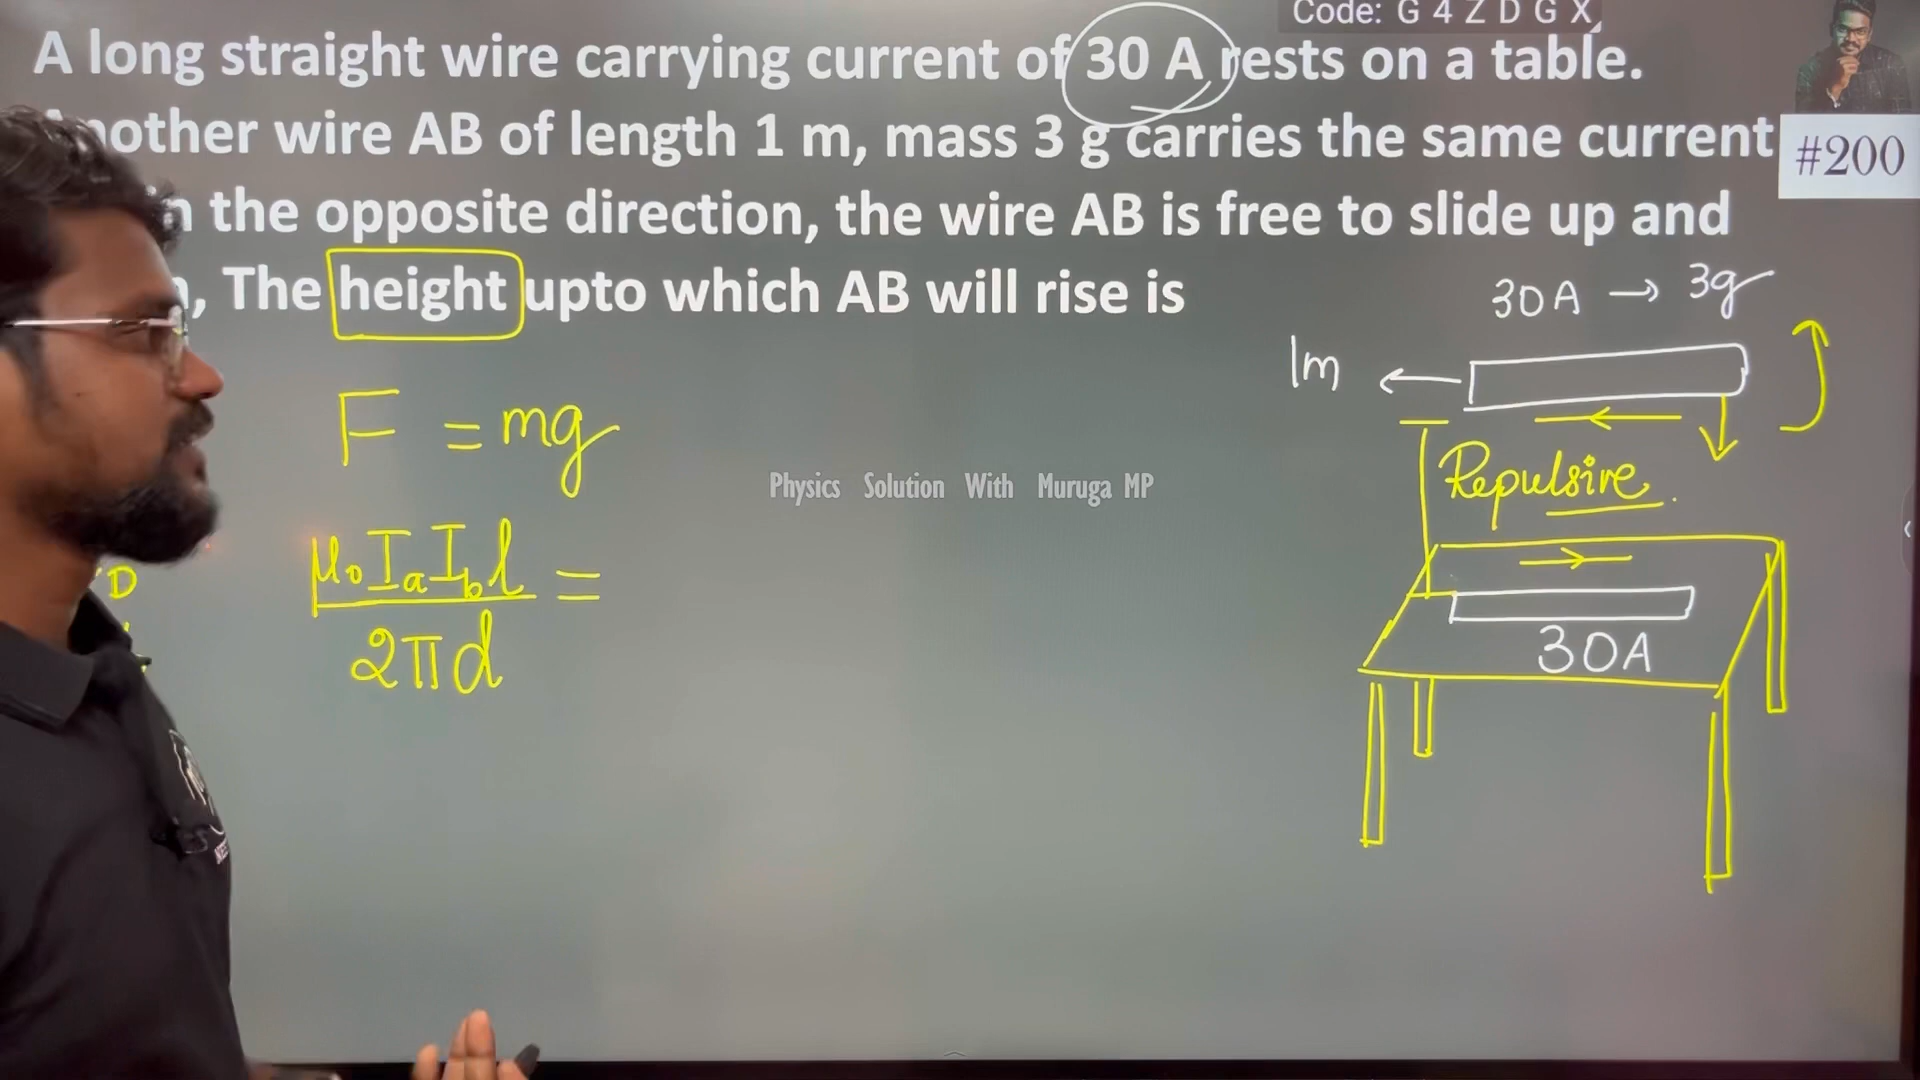 Code: G 4 Z D G X
A long straight wire carrying current of 30 A rests on a table.
Another wire AB of length 1 m, mass 3 g carries the same current
#200
n the opposite direction, the wire AB is free to slide up and
n, The height upto which AB will rise is
30A → 3g
1m
F = mg
Repulsive.
Physics Solution With Muruga MP
μ₀IₐI_bl =
2πd
D
30A